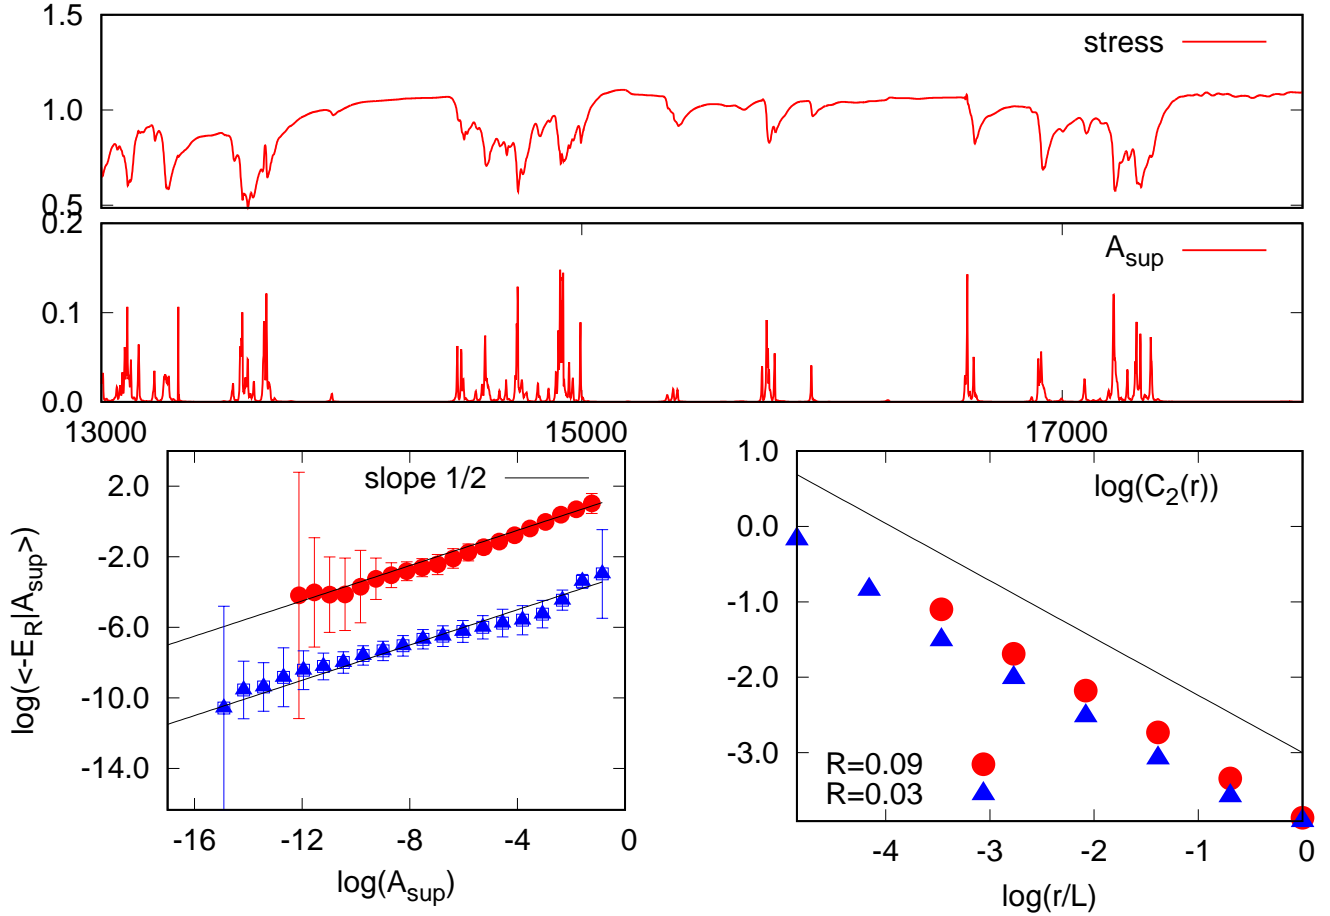 1.5
stress
1.0
0.5
0.2
A_sup
0.1
0.0
13000 15000 17000
slope 1/2
2.0
-2.0
-6.0
-10.0
-14.0
log(<-E_R|A_sup>)
-16 -12 -8 -4 0
log(A_sup)
log(C_2(r))
1.0
0.0
-1.0
-2.0
-3.0
R=0.09
R=0.03
-4 -3 -2 -1 0
log(r/L)